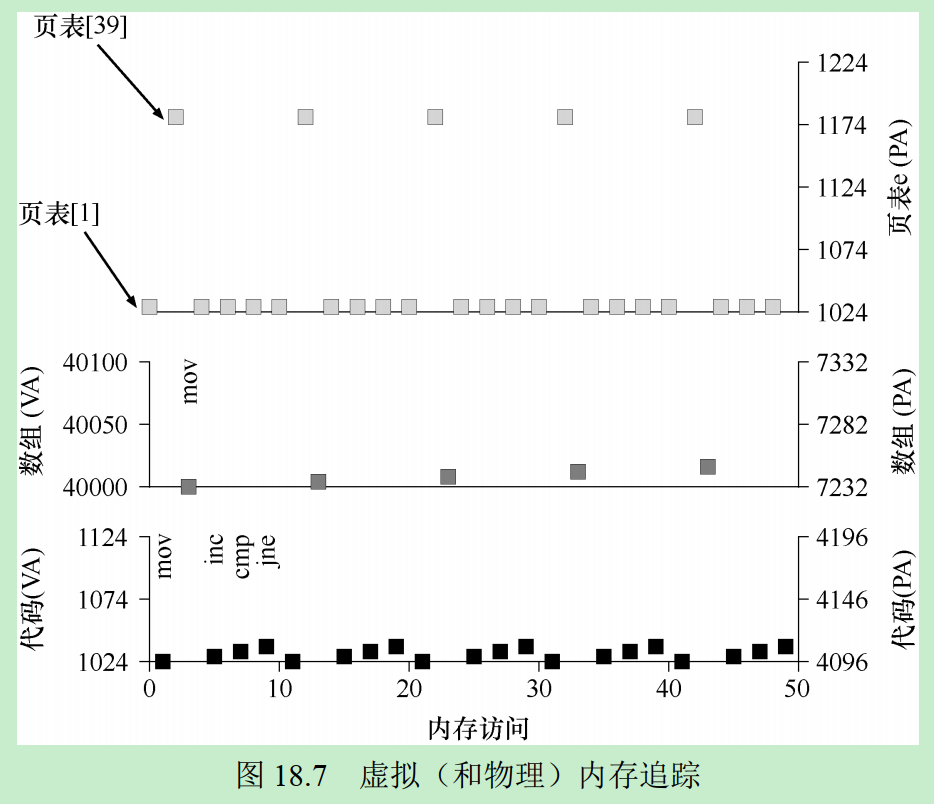 页表[39]
1224
1174
1124
1074
1024
页表e (PA)
页表[1]
40100
40050
40000
数组 (VA)
mov
7332
7282
7232
数组 (PA)
1124
1074
1024
代码(VA)
mov
inc
cmp
jne
4196
4146
4096
代码(PA)
0 10 20 30 40 50
内存访问
图 18.7 虚拟（和物理）内存追踪